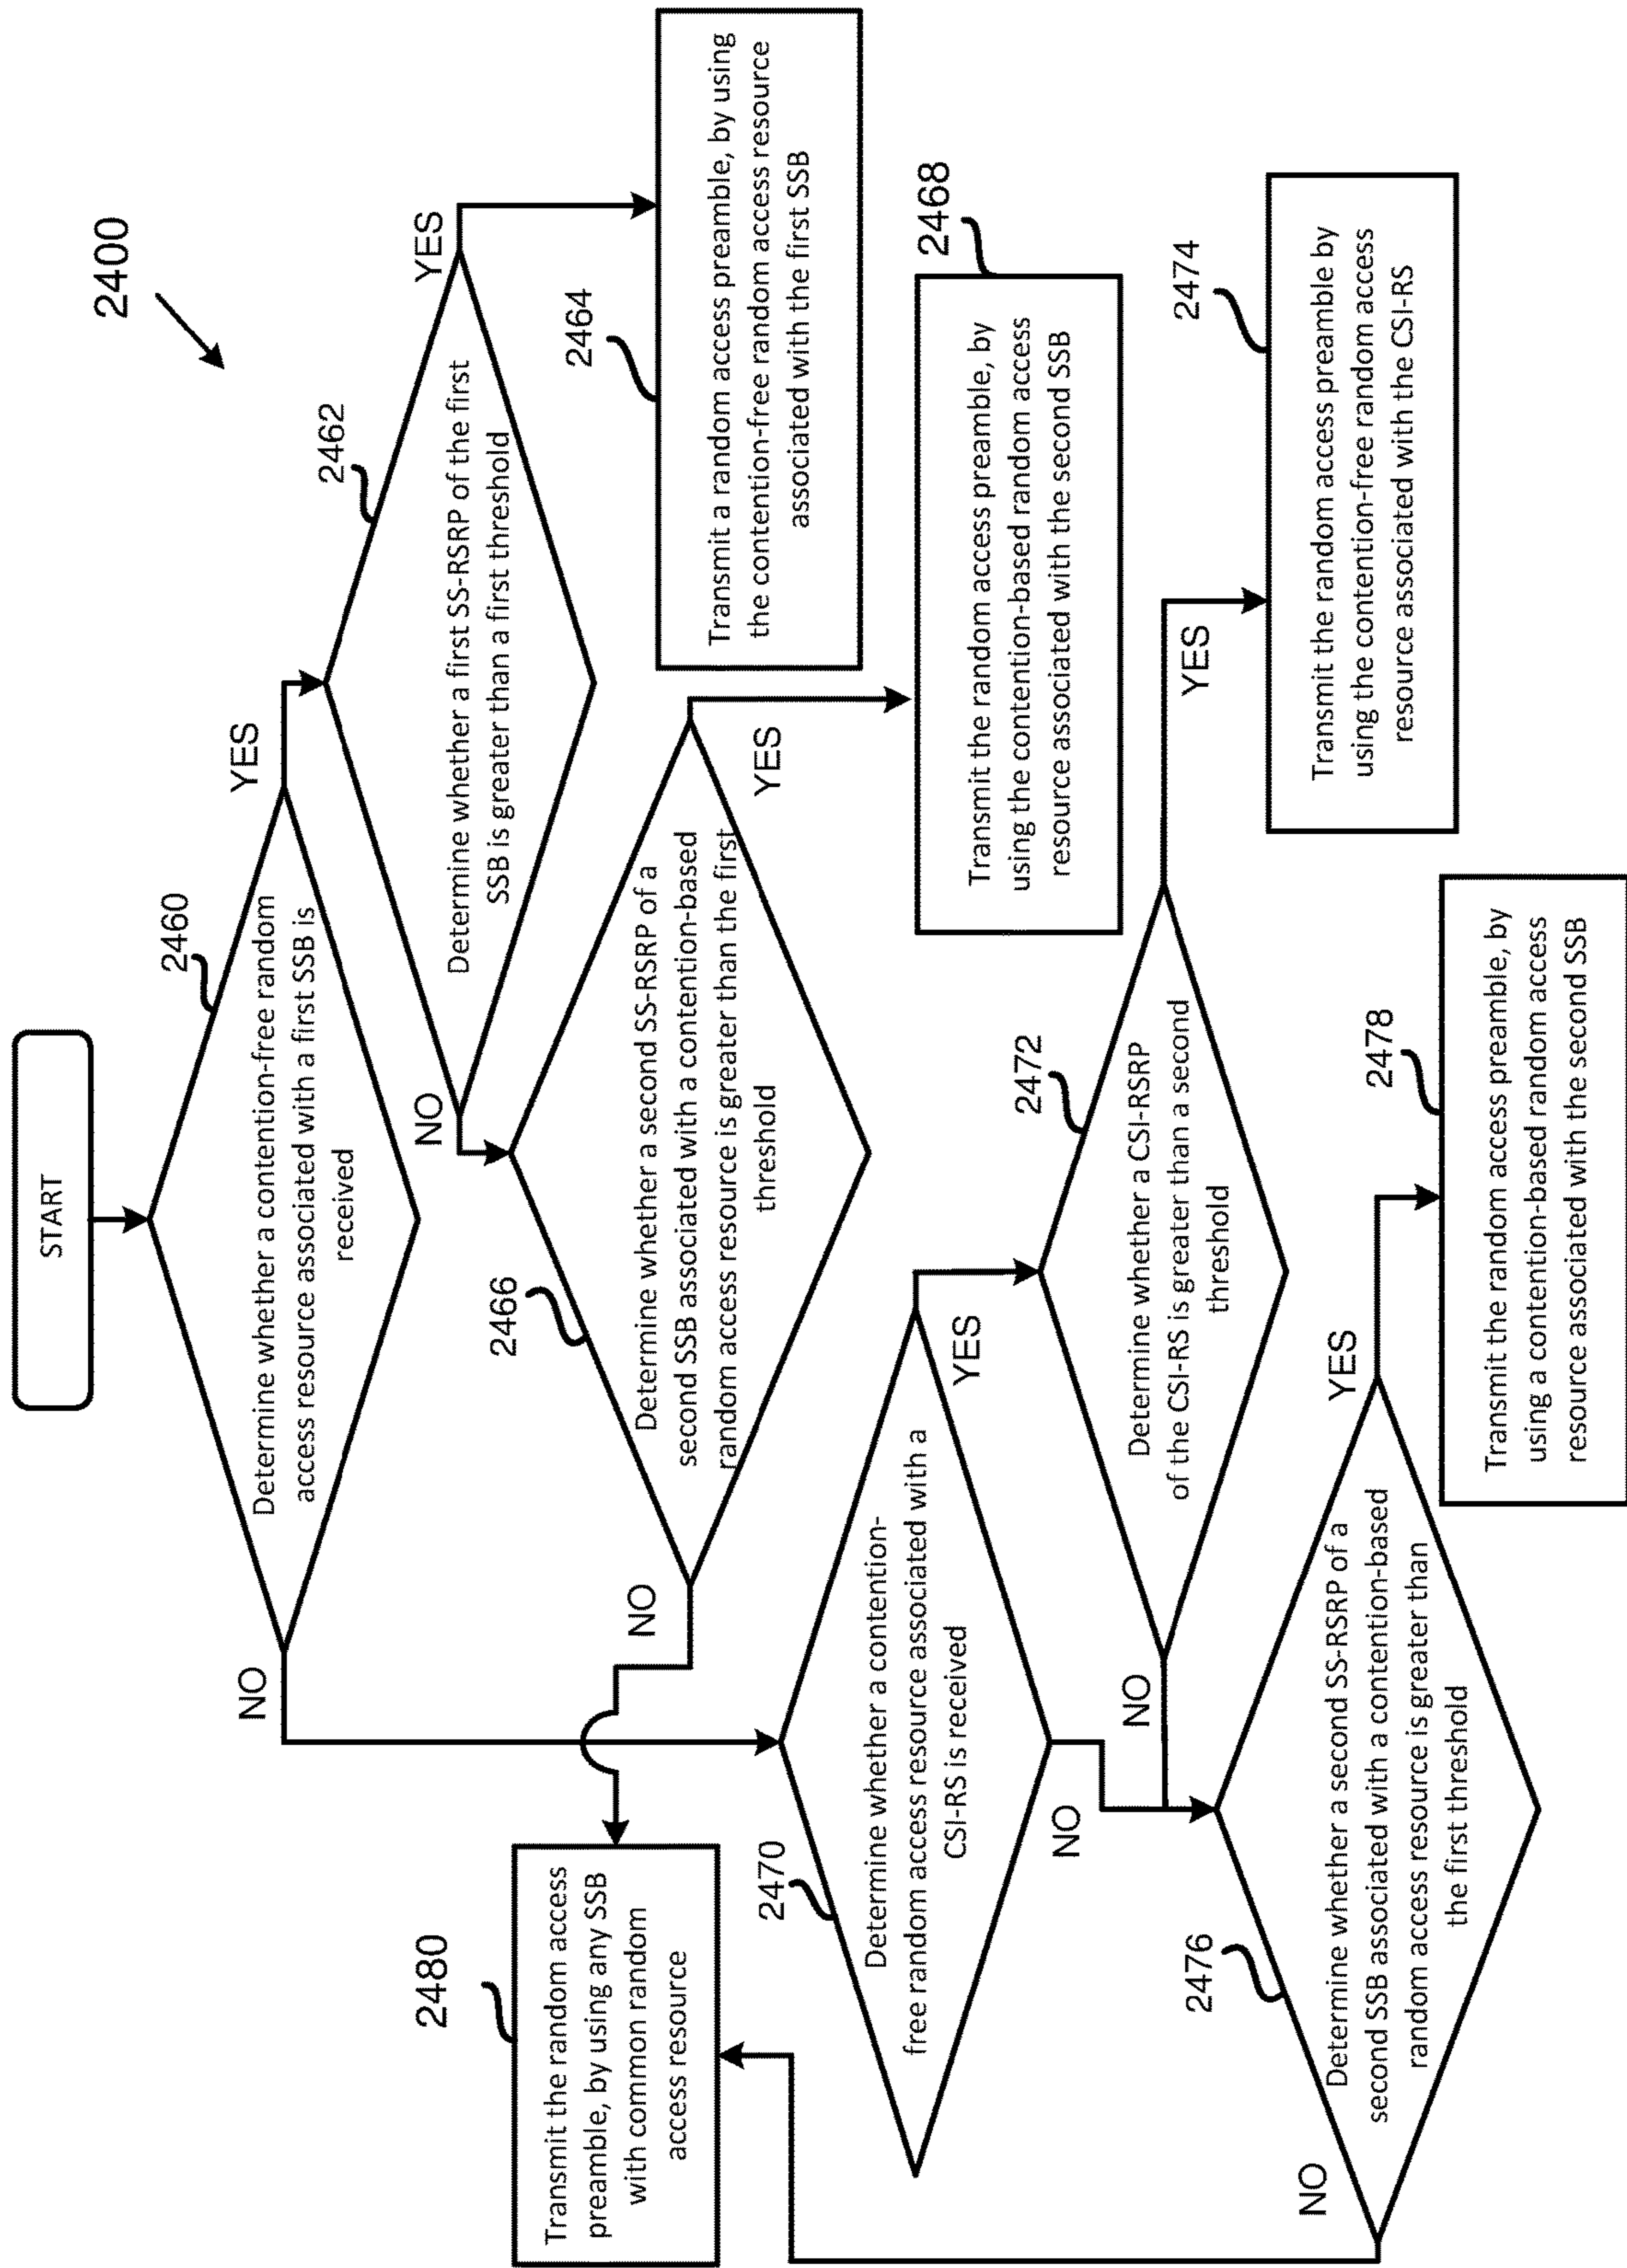 2400
START
2460
Determine whether a contention-free random
access resource associated with a first SSB is
received
YES
NO
2462
Determine whether a first SS-RSRP of the first
SSB is greater than a first threshold
YES
NO
2464
Transmit a random access preamble, by using
the contention-free random access resource
associated with the first SSB
2466
Determine whether a second SS-RSRP of a
second SSB associated with a contention-based
random access resource is greater than the first
threshold
YES
NO
2468
Transmit the random access preamble, by
using the contention-based random access
resource associated with the second SSB
2480
Transmit the random access
preamble, by using any SSB
with common random
access resource
2470
Determine whether a contention-
free random access resource associated with a
CSI-RS is received
YES
NO
2472
Determine whether a CSI-RSRP
of the CSI-RS is greater than a second
threshold
YES
NO
2474
Transmit the random access preamble by
using the contention-free random access
resource associated with the CSI-RS
2476
Determine whether a second SS-RSRP of a
second SSB associated with a contention-based
random access resource is greater than
the first threshold
YES
NO
2478
Transmit the random access preamble, by
using a contention-based random access
resource associated with the second SSB